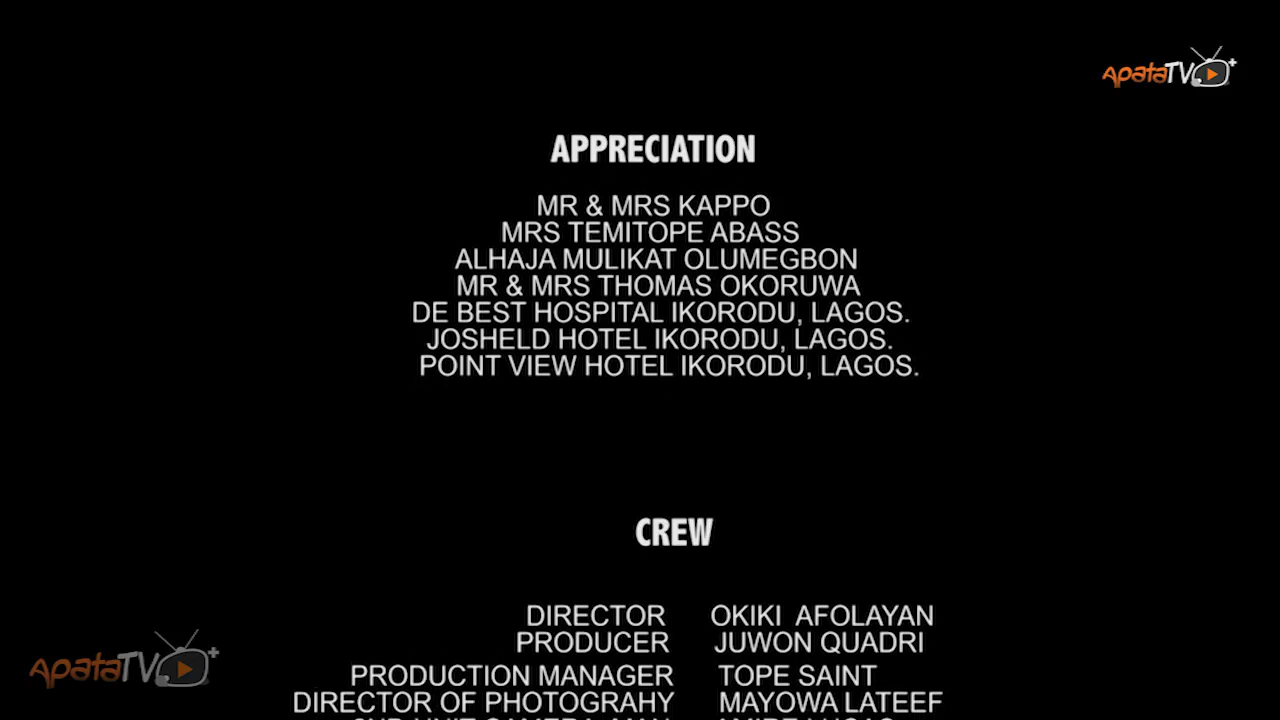 ApataTV+
APPRECIATION
MR & MRS KAPPO
MRS TEMITOPE ABASS
ALHAJA MULIKAT OLUMEGBON
MR & MRS THOMAS OKORUWA
DE BEST HOSPITAL IKORODU, LAGOS.
JOSHELD HOTEL IKORODU, LAGOS.
POINT VIEW HOTEL IKORODU, LAGOS.
CREW
DIRECTOR OKIKI AFOLAYAN
PRODUCER JUWON QUADRI
PRODUCTION MANAGER TOPE SAINT
DIRECTOR OF PHOTOGRAHY MAYOWA LATEEF
ApataTV+